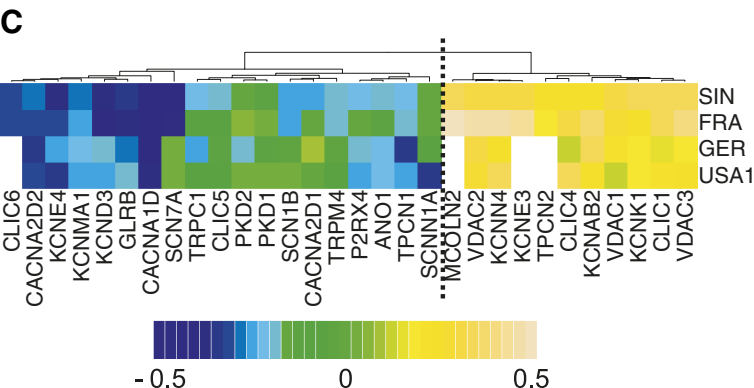 C
SIN
FRA
GER
USA1
CLIC6
CACNA2D2
KCNE4
KCNMA1
KCND3
GLRB
CACNA1D
SCN7A
TRPC1
CLIC5
PKD2
PKD1
SCN1B
CACNA2D1
TRPM4
P2RX4
ANO1
TPCN1
SCNN1A
MCOLN2
VDAC2
KCNN4
KCNE3
TPCN2
CLIC4
KCNAB2
VDAC1
KCNK1
CLIC1
VDAC3
-0.5 0 0.5